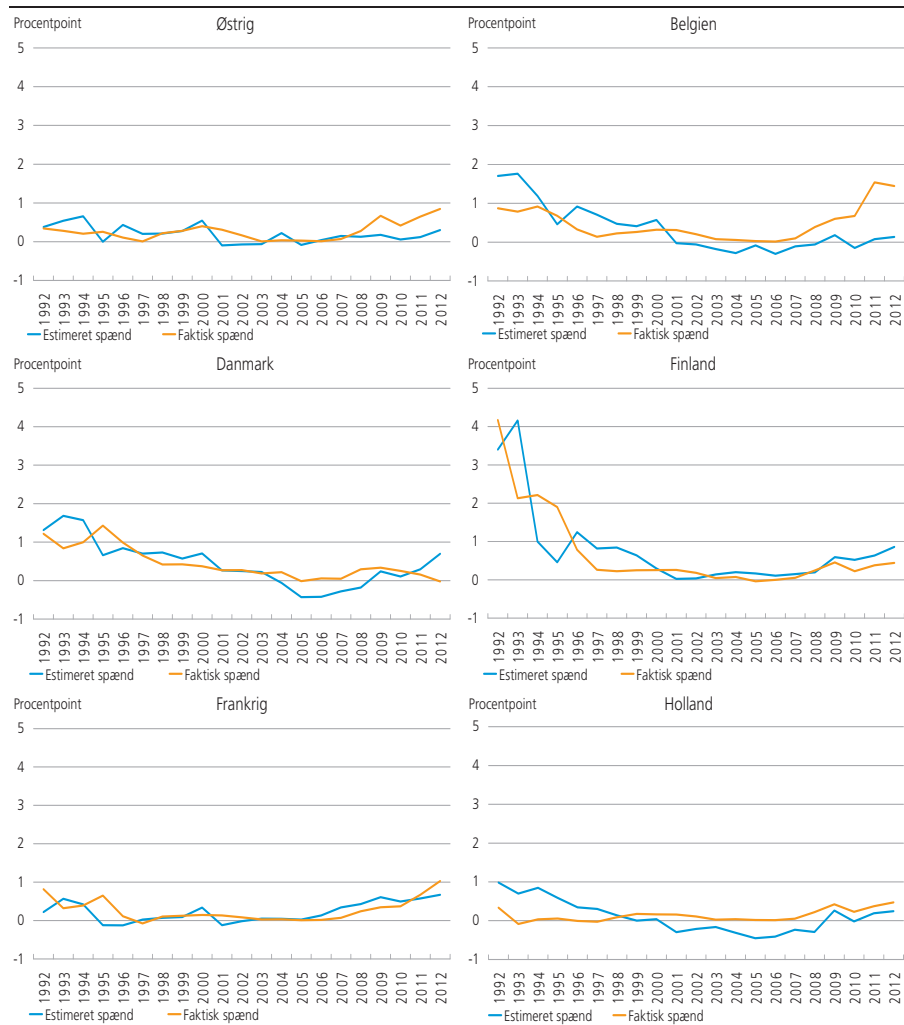 Procentpoint Østrig
5
4
3
2
1
0
-1
1992 1993 1994 1995 1996 1997 1998 1999 2000 2001 2002 2003 2004 2005 2006 2007 2008 2009 2010 2011 2012
Estimeret spænd Faktisk spænd
Procentpoint Belgien
5
4
3
2
1
0
-1
1992 1993 1994 1995 1996 1997 1998 1999 2000 2001 2002 2003 2004 2005 2006 2007 2008 2009 2010 2011 2012
Estimeret spænd Faktisk spænd
Procentpoint Danmark
5
4
3
2
1
0
-1
1992 1993 1994 1995 1996 1997 1998 1999 2000 2001 2002 2003 2004 2005 2006 2007 2008 2009 2010 2011 2012
Estimeret spænd Faktisk spænd
Procentpoint Finland
5
4
3
2
1
0
-1
1992 1993 1994 1995 1996 1997 1998 1999 2000 2001 2002 2003 2004 2005 2006 2007 2008 2009 2010 2011 2012
Estimeret spænd Faktisk spænd
Procentpoint Frankrig
5
4
3
2
1
0
-1
1992 1993 1994 1995 1996 1997 1998 1999 2000 2001 2002 2003 2004 2005 2006 2007 2008 2009 2010 2011 2012
Estimeret spænd Faktisk spænd
Procentpoint Holland
5
4
3
2
1
0
-1
1992 1993 1994 1995 1996 1997 1998 1999 2000 2001 2002 2003 2004 2005 2006 2007 2008 2009 2010 2011 2012
Estimeret spænd Faktisk spænd